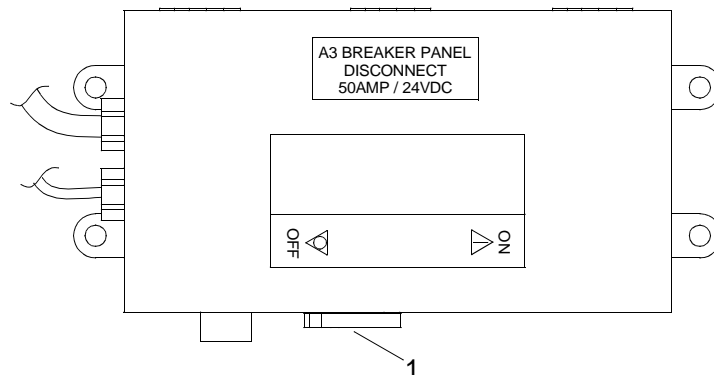 A3 BREAKER PANEL
DISCONNECT
50AMP / 24VDC
OFF
ON
1